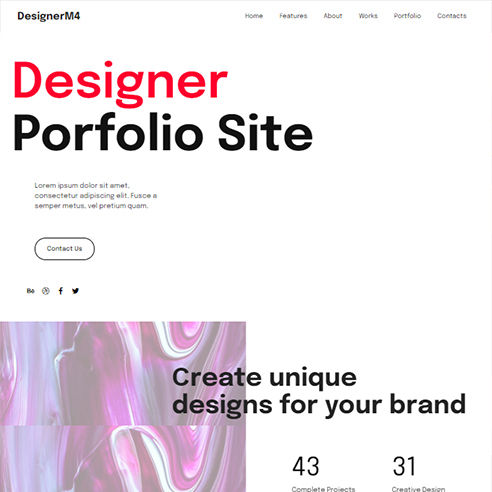 DesignerM4
Home Features About Works Portfolio Contacts
Designer
Porfolio Site
Lorem ipsum dolor sit amet,
consectetur adipiscing elit. Fusce a
semper metus, vel pretium quam.
Contact Us
Bē
Create unique
designs for your brand
43 31
Complete Projects Creative Design